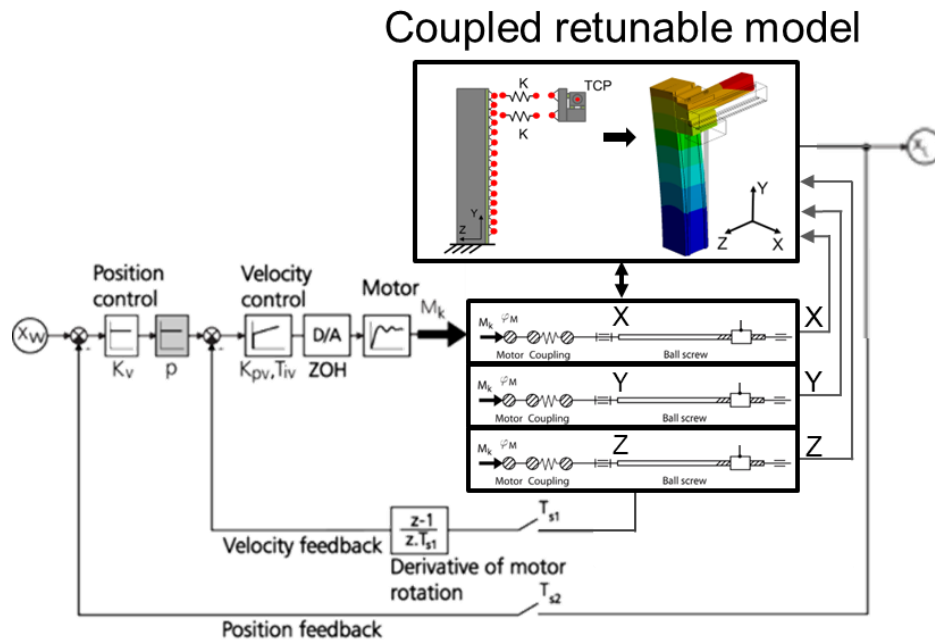 Coupled retunable model
K
TCP
K
Y
Z
Y
Z
X
X_L
Position
control
Velocity
control
Motor
M_k
X_w
-
-
D/A
K_v
p
K_pv, T_iv
ZOH
X
M_k φ_M
Motor Coupling
Ball screw
X
Y
M_k φ_M
Motor Coupling
Ball screw
Y
Z
M_k φ_M
Motor Coupling
Ball screw
Z
T_s1
z-1
z.T_s1
Velocity feedback
Derivative of motor
rotation
T_s2
Position feedback